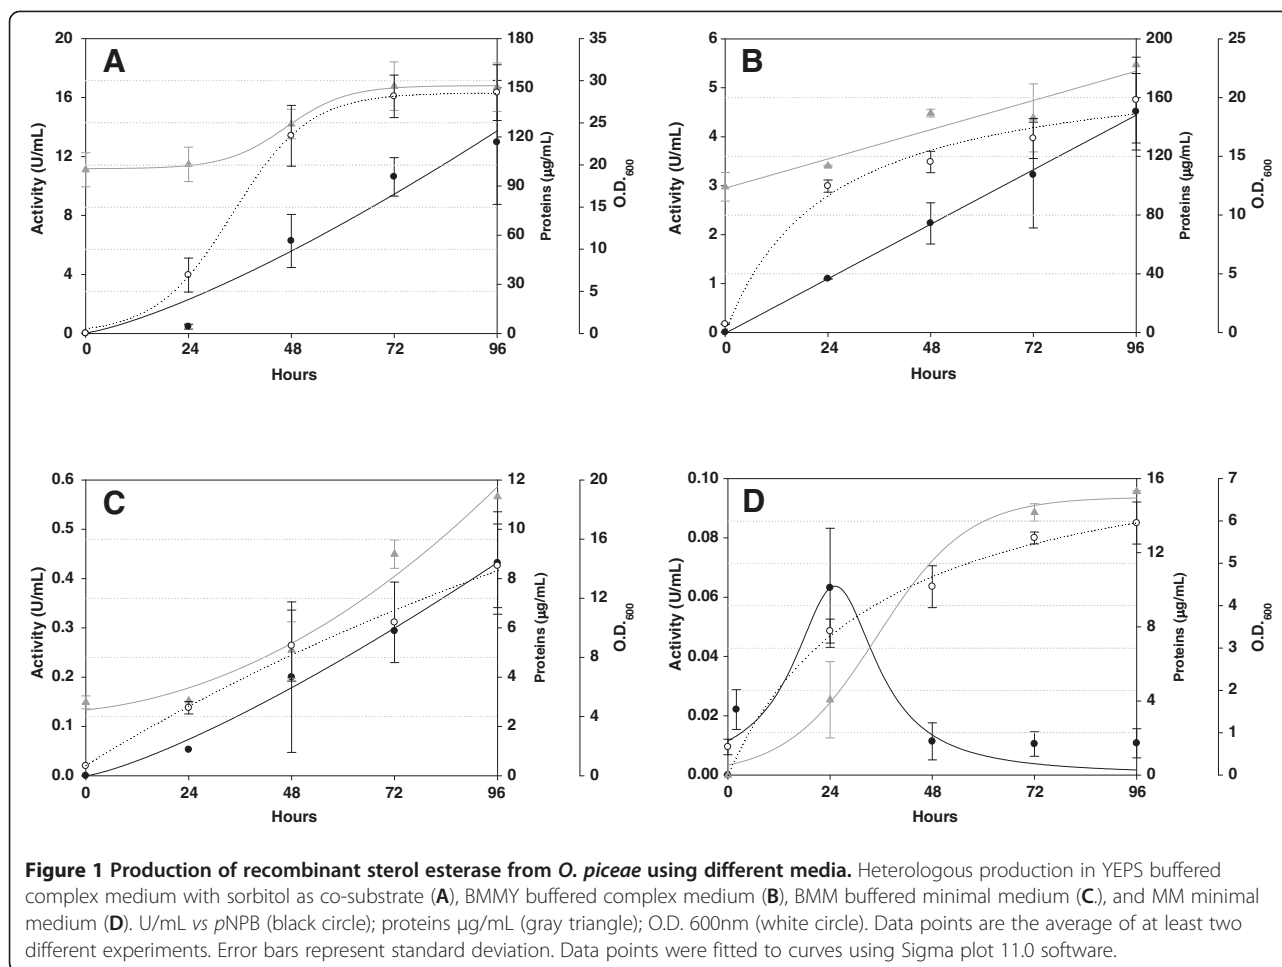 A
20
16
12
8
4
0
Activity (U/mL)
180
150
120
90
60
30
0
Proteins (µg/mL)
35
30
25
20
15
10
5
0
O.D.600
0 24 48 72 96
Hours
B
6
5
4
3
2
1
0
Activity (U/mL)
200
160
120
80
40
0
Proteins (µg/mL)
25
20
15
10
5
0
O.D.600
0 24 48 72 96
Hours
C
0.6
0.5
0.4
0.3
0.2
0.1
0.0
Activity (U/mL)
12
10
8
6
4
2
0
Proteins (µg/mL)
20
16
12
8
4
0
O.D.600
0 24 48 72 96
Hours
D
0.10
0.08
0.06
0.04
0.02
0.00
Activity (U/mL)
16
12
8
4
0
Proteins (µg/mL)
7
6
5
4
3
2
1
0
O.D.600
0 24 48 72 96
Hours
Figure 1 Production of recombinant sterol esterase from O. piceae using different media. Heterologous production in YEPS buffered
complex medium with sorbitol as co-substrate (A), BMMY buffered complex medium (B), BMM buffered minimal medium (C.), and MM minimal
medium (D). U/mL vs pNPB (black circle); proteins µg/mL (gray triangle); O.D. 600nm (white circle). Data points are the average of at least two
different experiments. Error bars represent standard deviation. Data points were fitted to curves using Sigma plot 11.0 software.